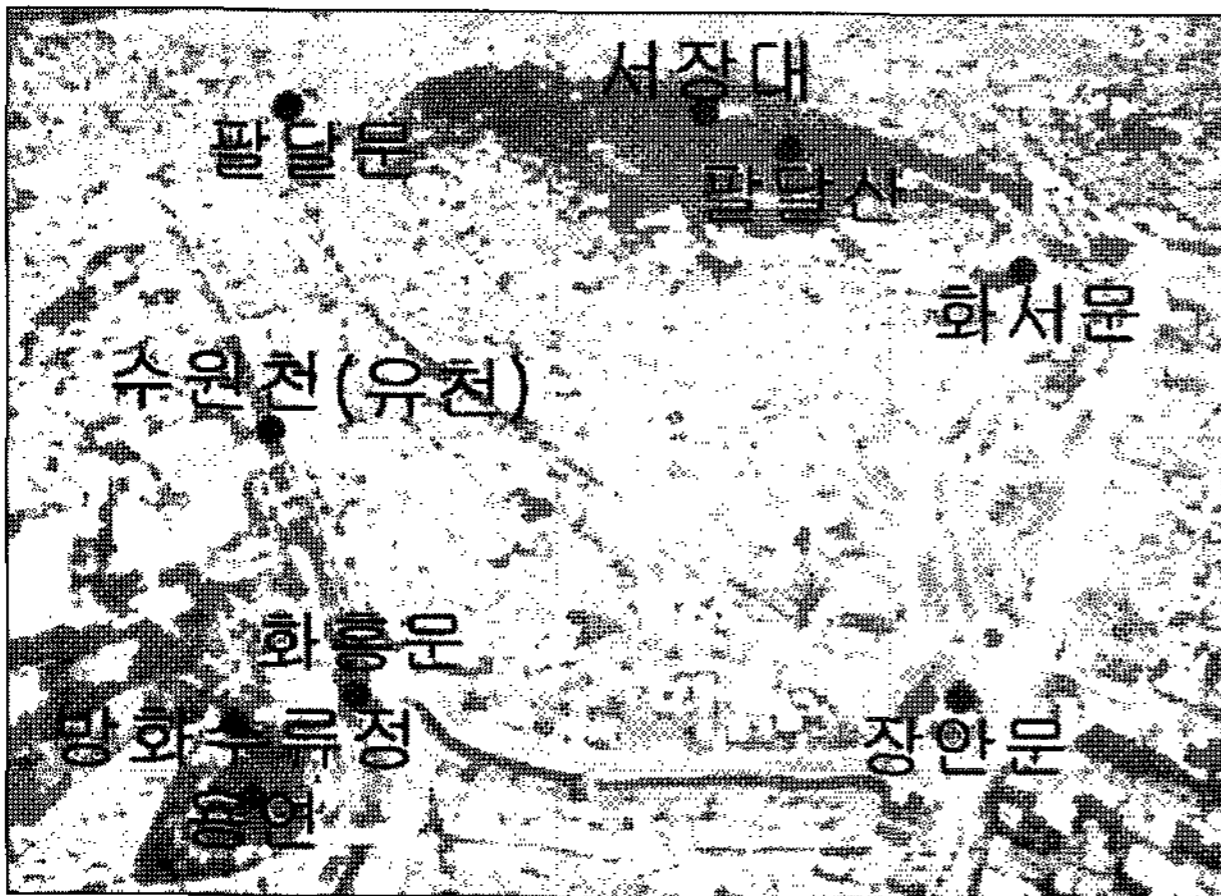 서장대
팔달문
팔달산
화서문
수원천(유천)
화홍문
방화수류정
장안문
용연